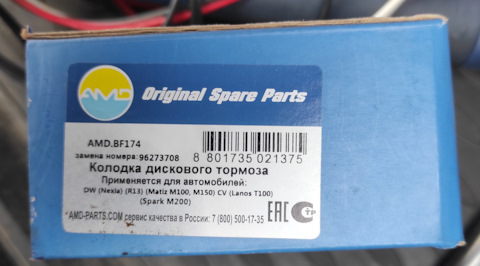 AMD
Original Spare Parts
AMD.BF174
замена номера:96273708
8 801735 021375
Колодка дискового тормоза
Применяется для автомобилей:
DW (Nexia) (R13) (Matiz M100, M150) CV (Lanos T100)
(Spark M200)
*AMD-PARTS.COM сервис качества в России: 7 (800) 500-17-35
EAC